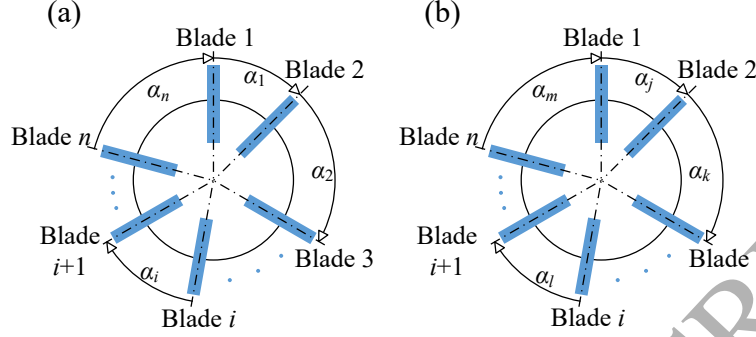 (a)
Blade 1
α1
Blade 2
αn
Blade n
α2
Blade
i+1
αi
Blade 3
Blade i
(b)
Blade 1
αj
Blade 2
αm
Blade n
αk
Blade
i+1
αl
Blade
Blade i